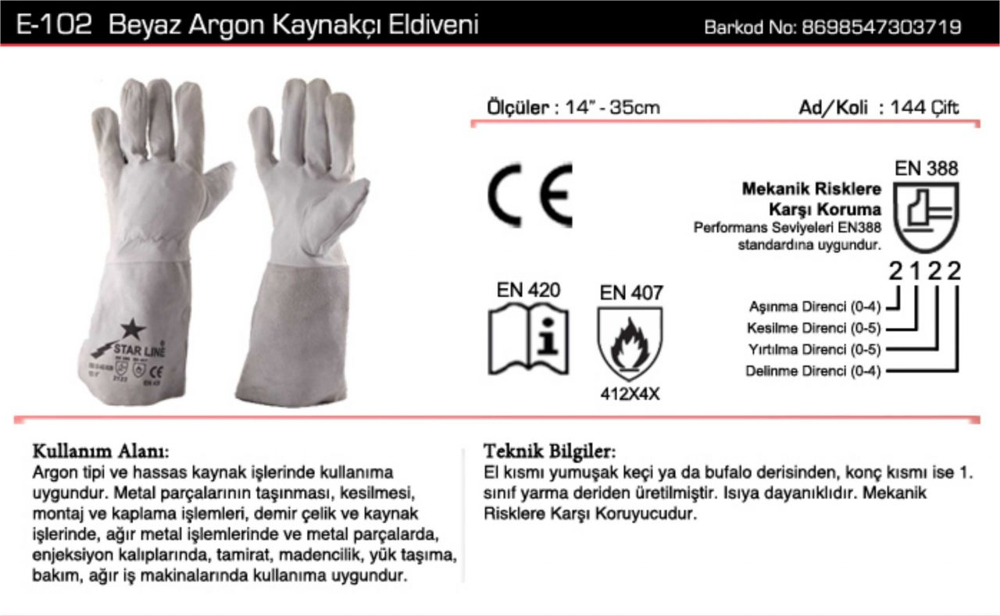 E-102 Beyaz Argon Kaynakçı Eldiveni
Barkod No: 8698547303719
Ölçüler : 14” - 35cm
Ad/Koli : 144 Çift
EN 388
Mekanik Risklere
Karşı Koruma
Performans Seviyeleri EN388
standardına uygundur.
2 1 2 2
Aşınma Direnci (0-4)
Kesilme Direnci (0-5)
Yırtılma Direnci (0-5)
Delinme Direnci (0-4)
CE
EN 420
i
EN 407
412X4X
STAR LINE
CE
2122
Kullanım Alanı:
Argon tipi ve hassas kaynak işlerinde kullanıma
uygundur. Metal parçalarının taşınması, kesilmesi,
montaj ve kaplama işlemleri, demir çelik ve kaynak
işlerinde, ağır metal işlemlerinde ve metal parçalarda,
enjeksiyon kalıplarında, tamirat, madencilik, yük taşıma,
bakım, ağır iş makinalarında kullanıma uygundur.
Teknik Bilgiler:
El kısmı yumuşak keçi ya da bufalo derisinden, konç kısmı ise 1.
sınıf yarma deriden üretilmiştir. Isıya dayanıklıdır. Mekanik
Risklere Karşı Koruyucudur.